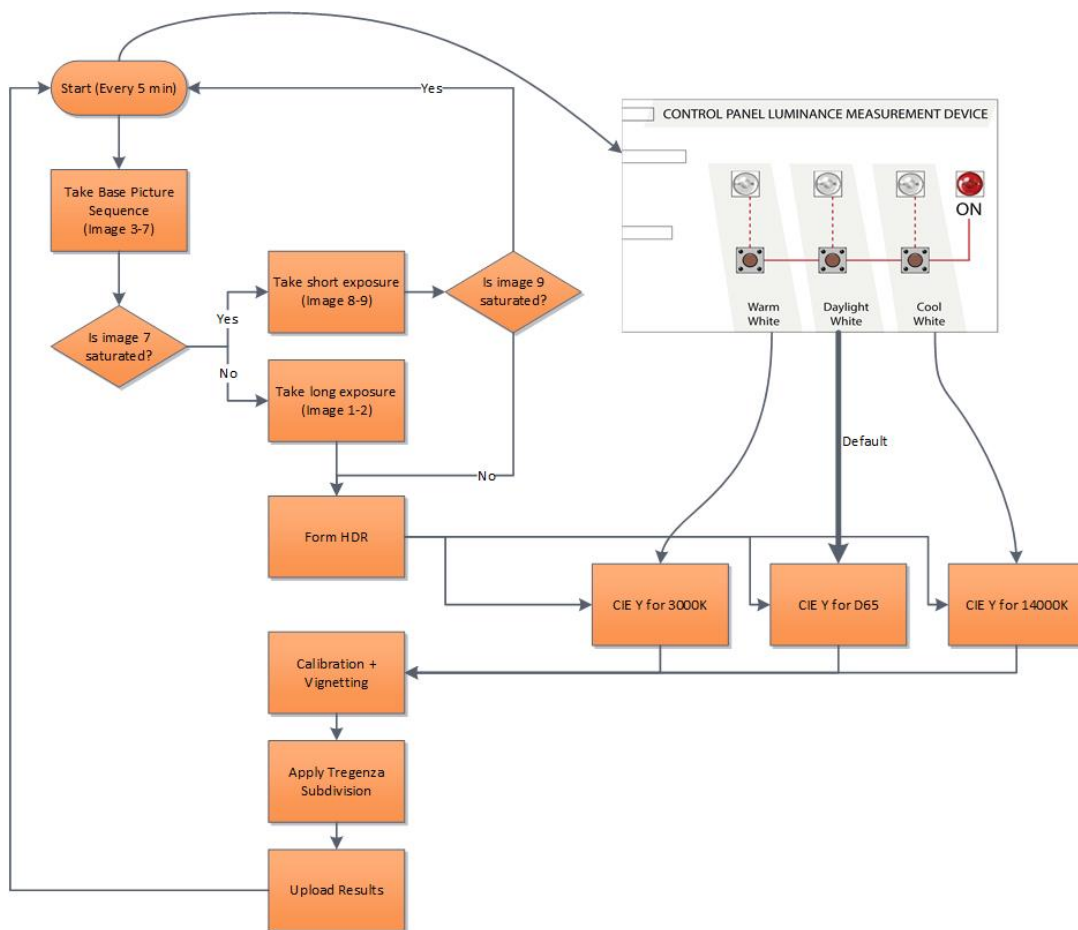 Start (Every 5 min)
Yes
CONTROL PANEL LUMINANCE MEASUREMENT DEVICE
Take Base Picture
Sequence
(Image 3-7)
ON
Take short exposure
(Image 8-9)
Is image 9
saturated?
Warm
White
Daylight
White
Cool
White
Is image 7
saturated?
Yes
No
Take long exposure
(Image 1-2)
Default
No
Form HDR
CIE Y for 3000K
CIE Y for D65
CIE Y for 14000K
Calibration +
Vignetting
Apply Tregenza
Subdivision
Upload Results